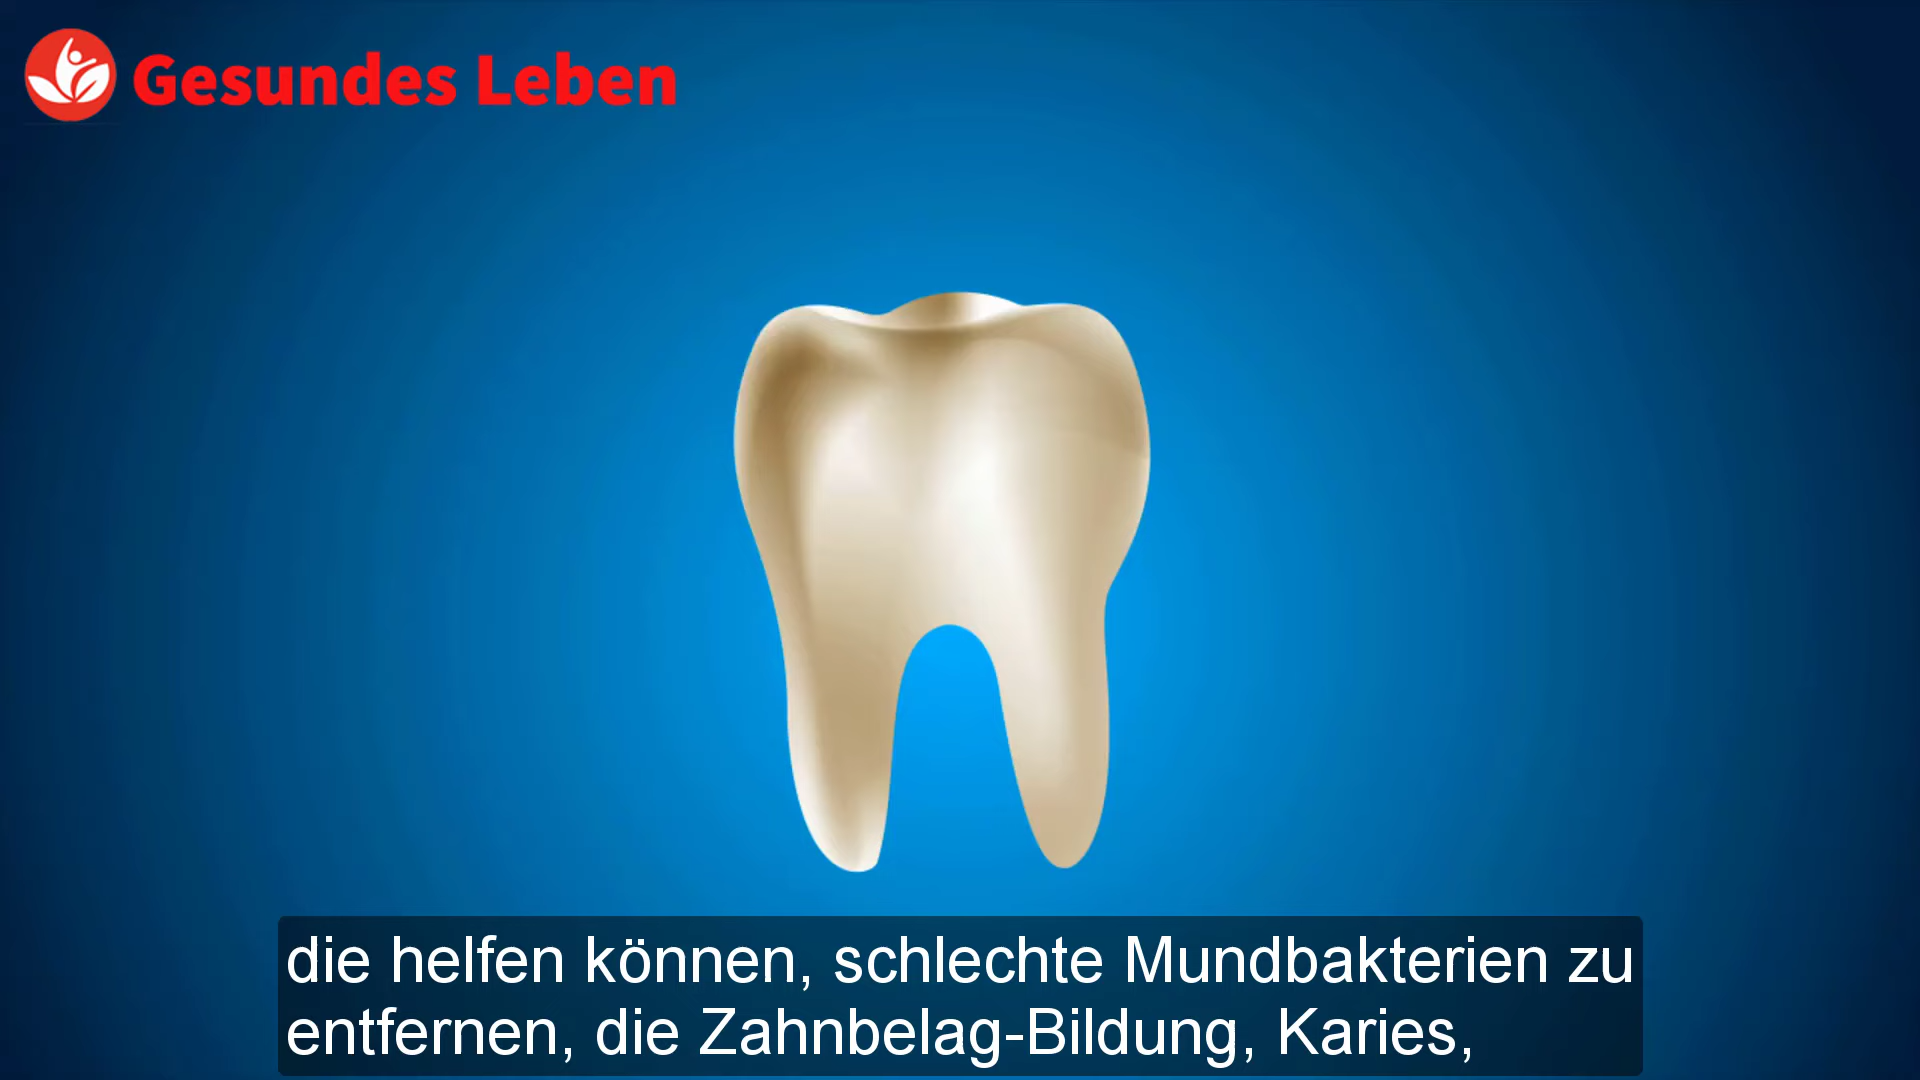 Gesundes Leben
die helfen können, schlechte Mundbakterien zu
entfernen, die Zahnbelag-Bildung, Karies,